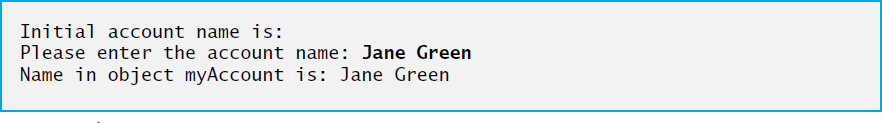 Initial account name is:
Please enter the account name: Jane Green
Name in object myAccount is: Jane Green